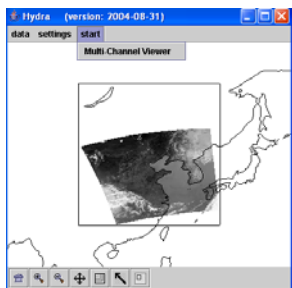 Hydra (version: 2004-08-31)
data settings start
Multi-Channel Viewer